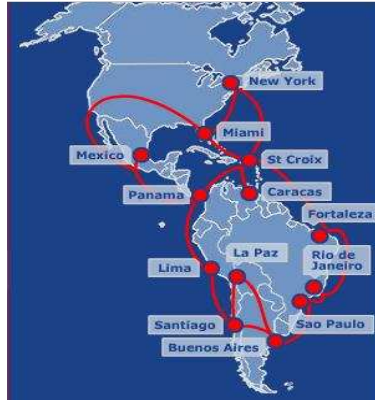 New York
Miami
Mexico
St Croix
Panama
Caracas
Fortaleza
La Paz
Rio de
Janeiro
Lima
Santiago
Sao Paulo
Buenos Aires